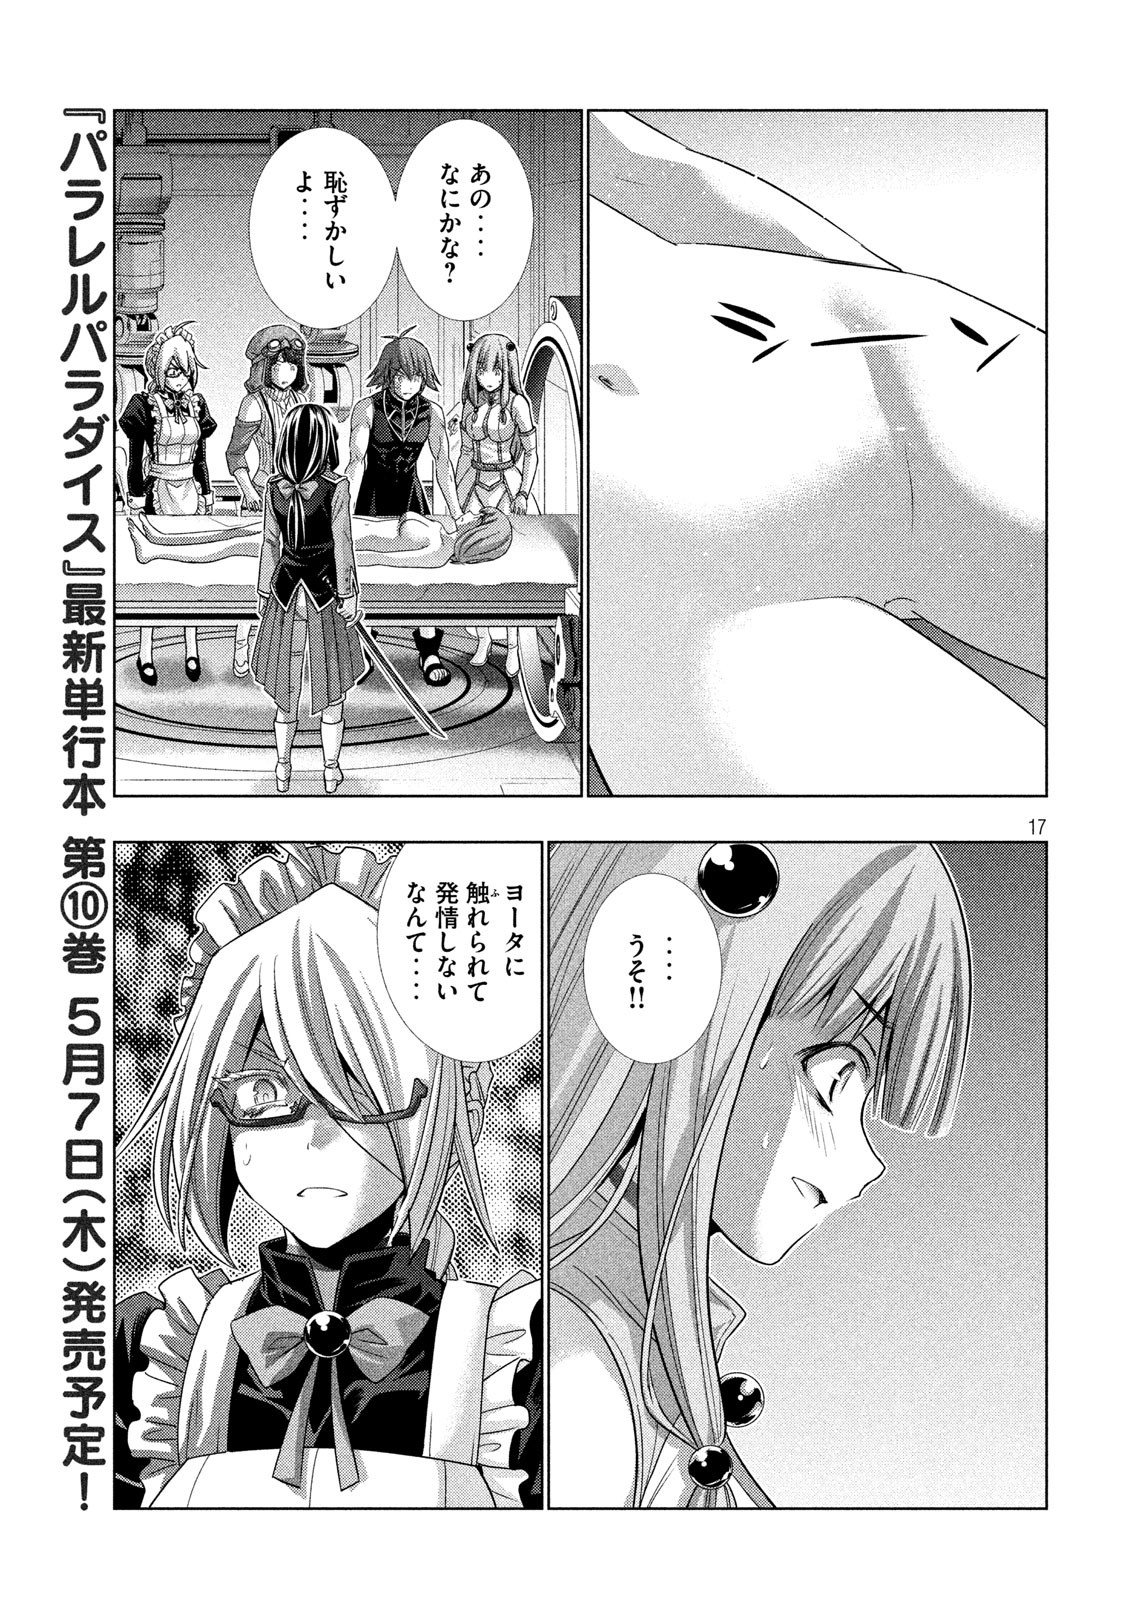 あの‥‥
なにかな？
恥ずかしい
よ‥‥
17
‥‥
うそ!!
ヨータに
触れられて
ふ
発情しない
なんて‥‥
『パラレルパラダイス』最新単行本 第⑩巻 5月7日(木)発売予定！